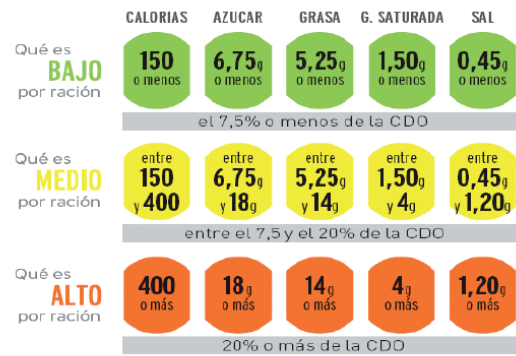 CALORIAS AZUCAR GRASA G. SATURADA SAL
Qué es
BAJO
por ración
150
o menos
6,75g
o menos
5,25g
o menos
1,50g
o menos
0,45g
o menos
el 7,5% o menos de la CDO
Qué es
MEDIO
por ración
entre
150
y 400
entre
6,75g
y 18g
entre
5,25g
y 14g
entre
1,50g
y 4g
entre
0,45g
y 1,20g
entre el 7,5 y el 20% de la CDO
Qué es
ALTO
por ración
400
o más
18g
o más
14g
o más
4g
o más
1,20g
o más
20% o más de la CDO